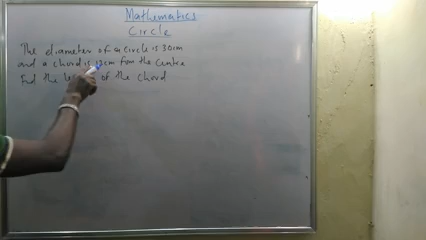 Mathematics
Circle
The diameter of a circle is 30cm
and a chord is 12cm from the centre
find the of the chord